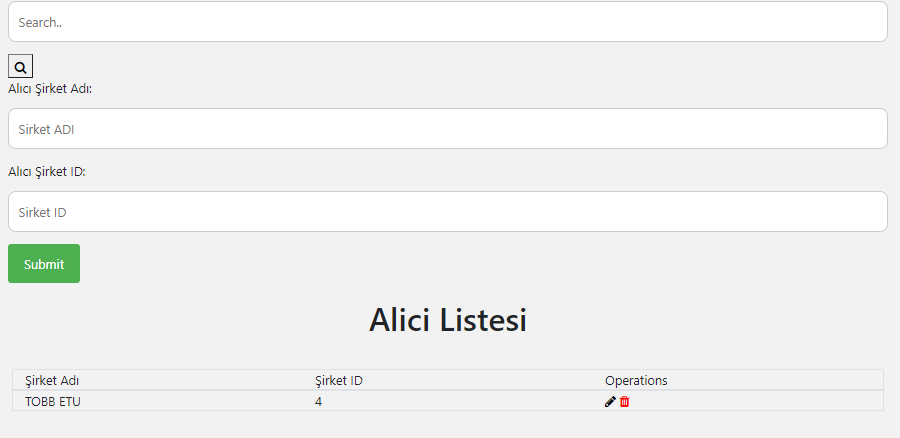 Search..
Alıcı Şirket Adı:
Sirket ADI
Alıcı Şirket ID:
Sirket ID
Submit
Alici Listesi
Şirket Adı Şirket ID Operations
TOBB ETU 4